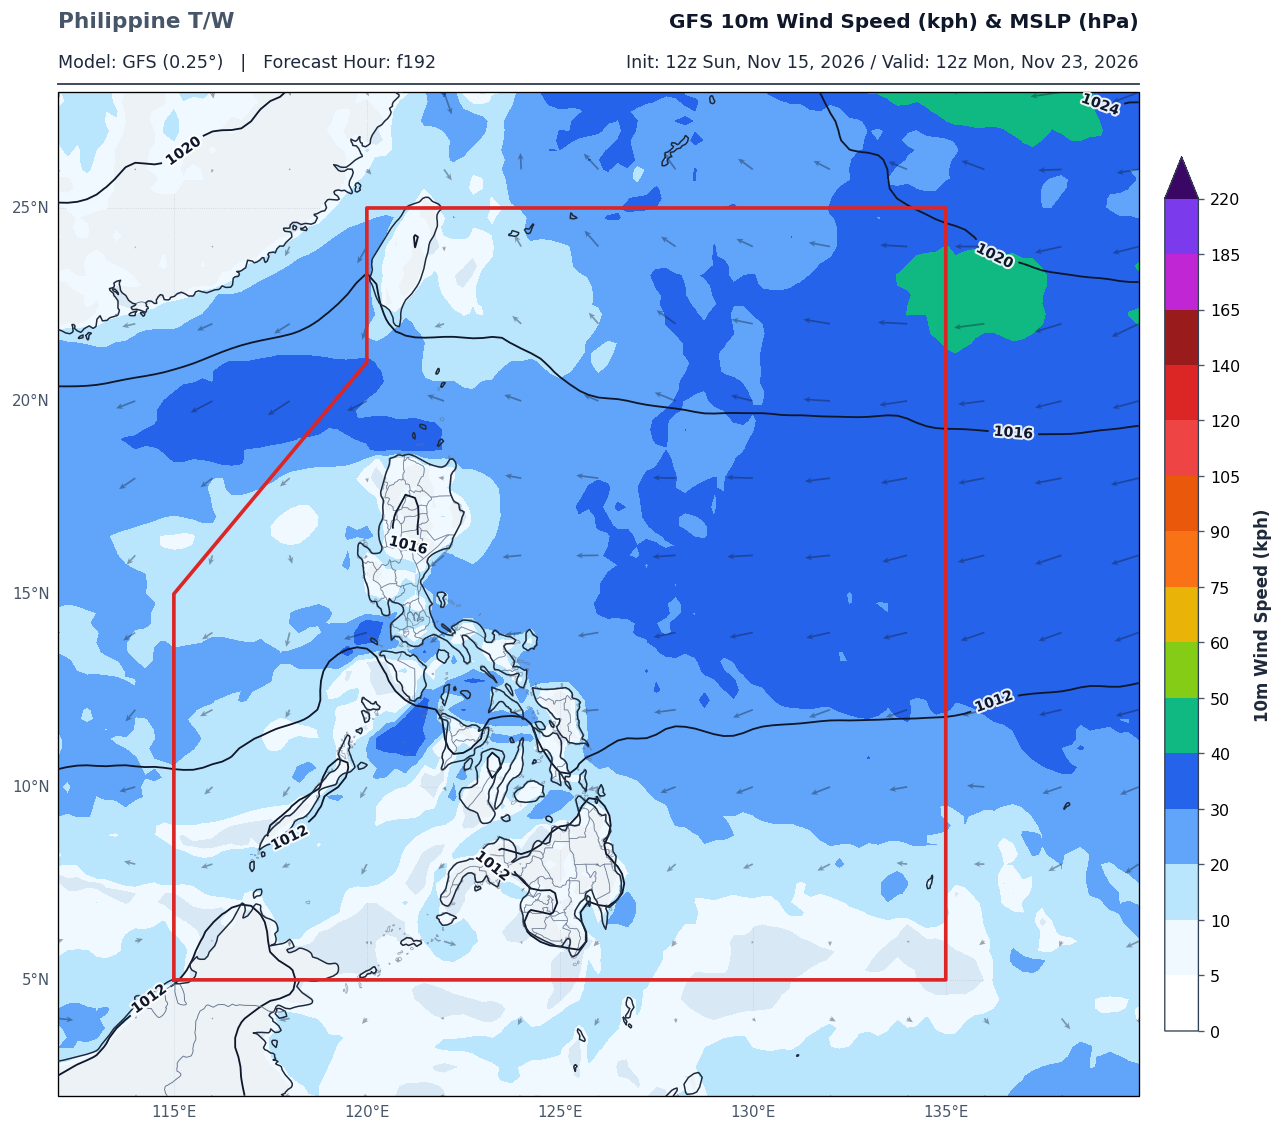 Philippine T/W
GFS 10m Wind Speed (kph) & MSLP (hPa)
Model: GFS (0.25°) | Forecast Hour: f192
Init: 12z Sun, Nov 15, 2026 / Valid: 12z Mon, Nov 23, 2026
1024
1020
1020
1016
1016
1012
1012
1012
1012
25°N
20°N
15°N
10°N
5°N
115°E
120°E
125°E
130°E
135°E
220
185
165
140
120
105
90
75
60
50
40
30
20
10
5
0
10m Wind Speed (kph)